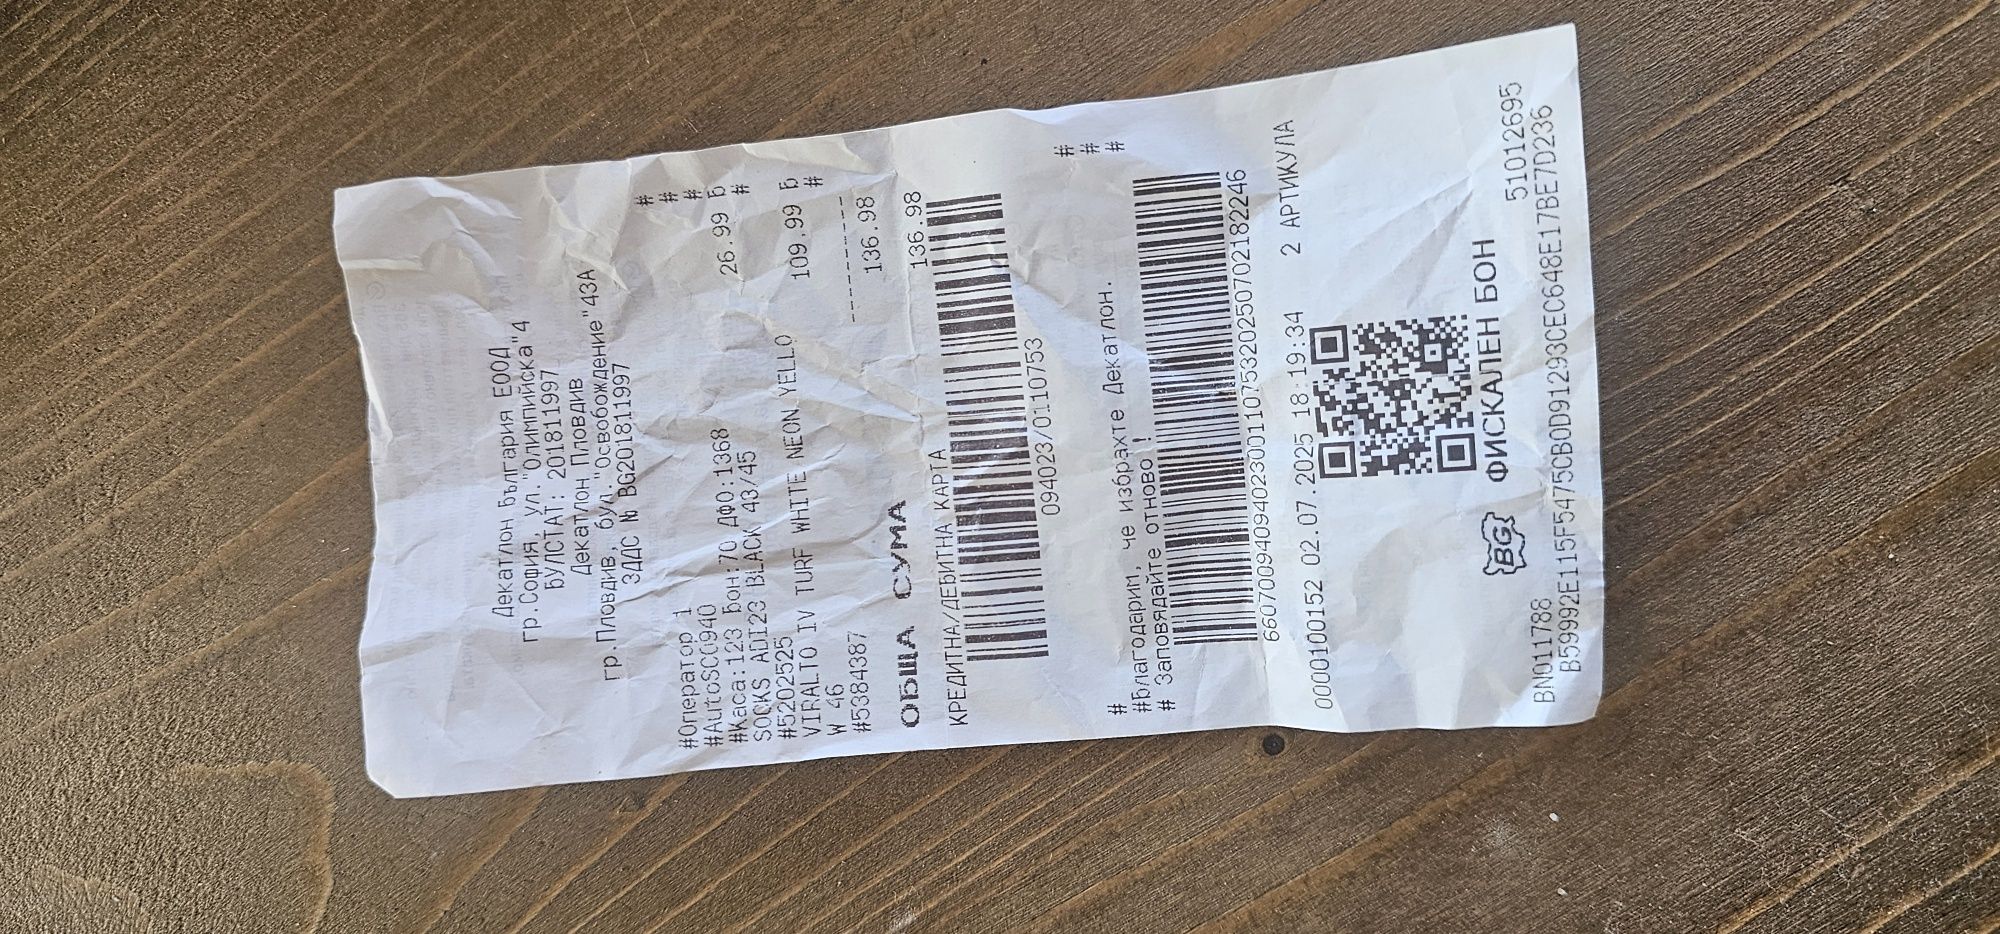 Декатлон България ЕООД
гр.София, ул."Олимпийска"4
БУЛСТАТ: 201811997
Декатлон Пловдив
гр.Пловдив, бул."Освобождение"43А
ЗДДС № BG201811997
#Оператор 1 #
#AutoSCO940 #
#Каса:123 Бон:70 ДФО:1368 #
SOCKS ADI23 BLACK 43/45 26.99 Б
#5202525 #
VIRALTO IV TURF WHITE NEON YELLO
W 46 109.99 Б
#5384387 #
--------
ОБЩА СУМА 136.98
КРЕДИТНА/ДЕБИТНА КАРТА 136.98
094023/0110753
# #
#Благодарим, че избрахте Декатлон. #
# Заповядайте отново ! #
660700940940230011075320250702182246
0000100152 02.07.2025 18:19:34 2 АРТИКУЛА
BG ФИСКАЛЕН БОН
BN011788 51012695
B59992E115F5475CB0D91293CEC648E17BE7D236